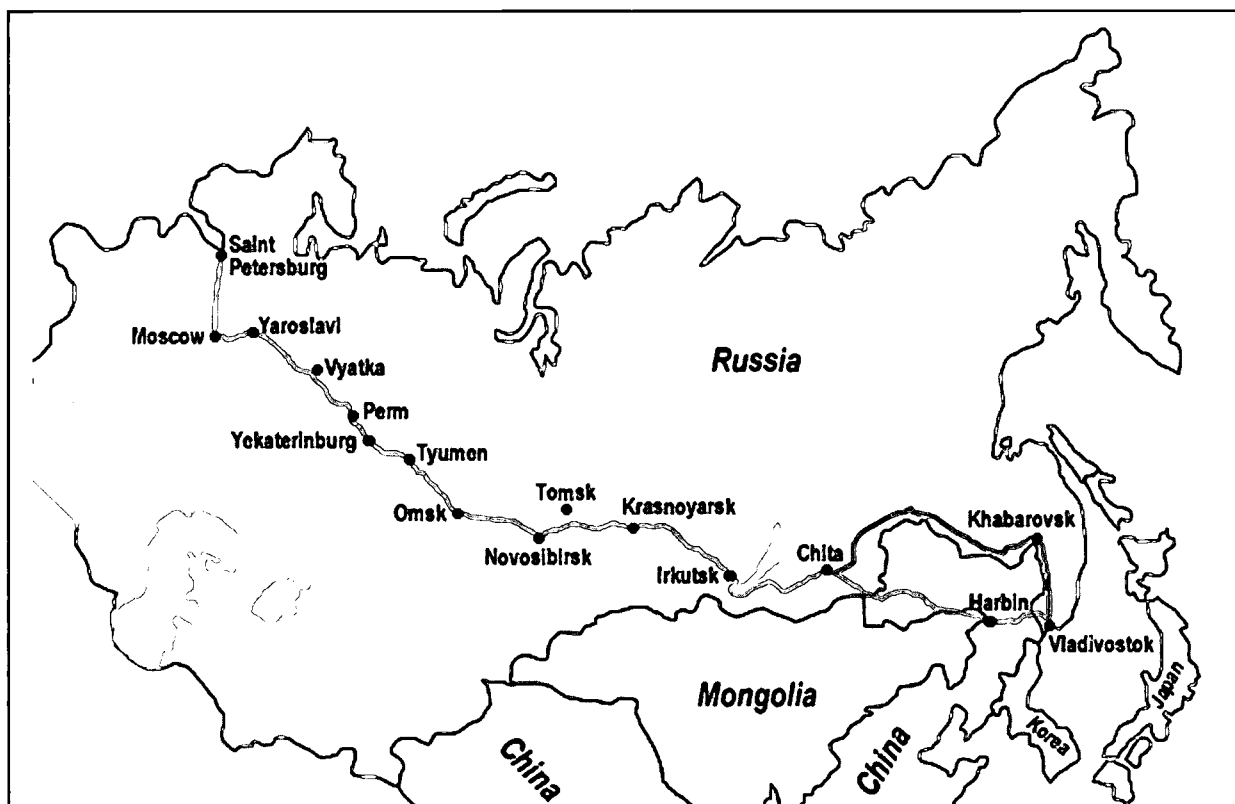 Saint
Petersburg
Moscow
Yaroslavl
Vyatka
Russia
Perm
Yekaterinburg
Tyumen
Tomsk
Omsk
Krasnoyarsk
Novosibirsk
Khabarovsk
Chita
Irkutsk
Harbin
Vladivostok
Mongolia
Japan
Korea
China
China